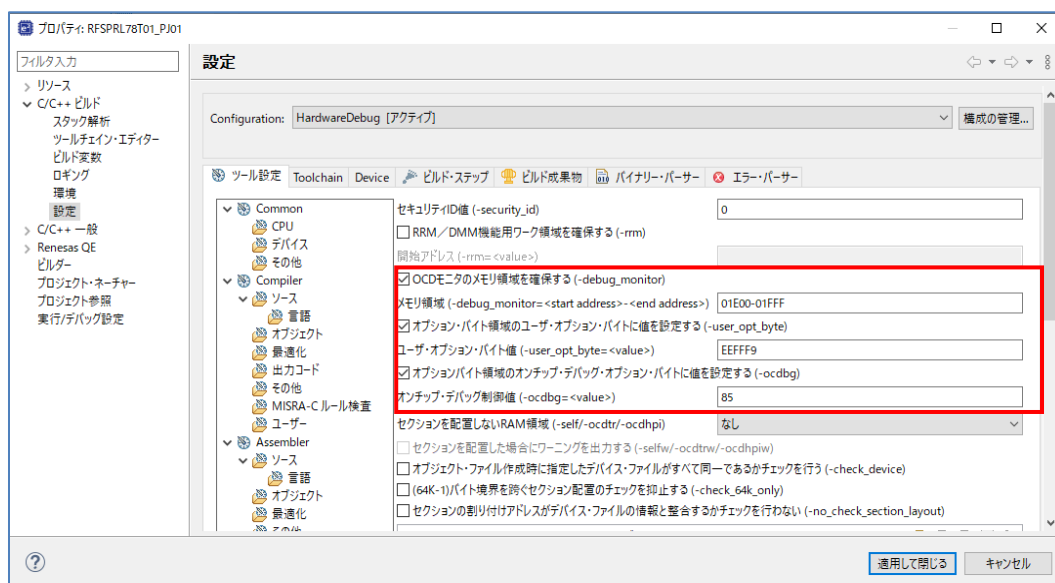 プロパティ: RFSPRL78T01_PJ01
フィルタ入力
リソース
C/C++ ビルド
スタック解析
ツールチェイン・エディター
ビルド変数
ロギング
環境
設定
C/C++ 一般
Renesas QE
ビルダー
プロジェクト・ネーチャー
プロジェクト参照
実行/デバッグ設定
設定
Configuration: HardwareDebug [アクティブ]
構成の管理...
ツール設定 Toolchain Device ビルド・ステップ ビルド成果物 バイナリー・パーサー エラー・パーサー
Common
CPU
デバイス
その他
Compiler
ソース
言語
オブジェクト
最適化
出力コード
その他
MISRA-C ルール検査
ユーザー
Assembler
ソース
言語
オブジェクト
最適化
その他
セキュリティID値 (-security_id) 0
RRM/DMM機能用ワーク領域を確保する (-rrm)
開始アドレス (-rrm=<value>)
OCDモニタのメモリ領域を確保する (-debug_monitor)
メモリ領域 (-debug_monitor=<start address>-<end address>) 01E00-01FFF
オプション・バイト領域のユーザ・オプション・バイトに値を設定する (-user_opt_byte)
ユーザ・オプション・バイト値 (-user_opt_byte=<value>) EEFFF9
オプションバイト領域のオンチップ・デバッグ・オプション・バイトに値を設定する (-ocdbg)
オンチップ・デバッグ制御値 (-ocdbg=<value>) 85
セクションを配置しないRAM領域 (-self/-ocdtr/-ocdhpi) なし
セクションを配置した場合にワーニングを出力する (-selfw/-ocdtrw/-ocdhpiw)
オブジェクト・ファイル作成時に指定したデバイス・ファイルがすべて同一であるかチェックを行う (-check_device)
(64K-1)バイト境界を跨ぐセクション配置のチェックを抑止する (-check_64k_only)
セクションの割り付けアドレスがデバイス・ファイルの情報と整合するかチェックを行わない (-no_check_section_layout)
適用して閉じる
キャンセル